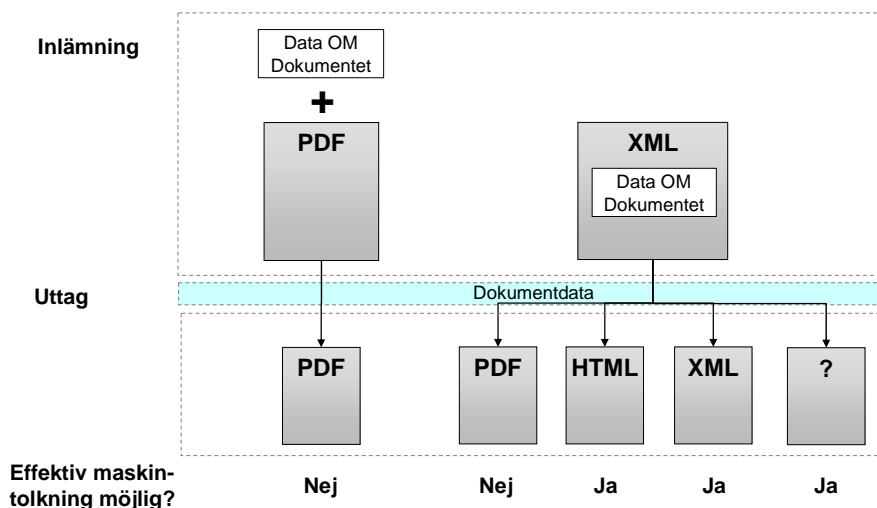 Inlämning
Data OM
Dokumentet
+
PDF
XML
Data OM
Dokumentet
Uttag
Dokumentdata
PDF
PDF
HTML
XML
?
Effektiv maskin-
tolkning möjlig?
Nej
Nej
Ja
Ja
Ja